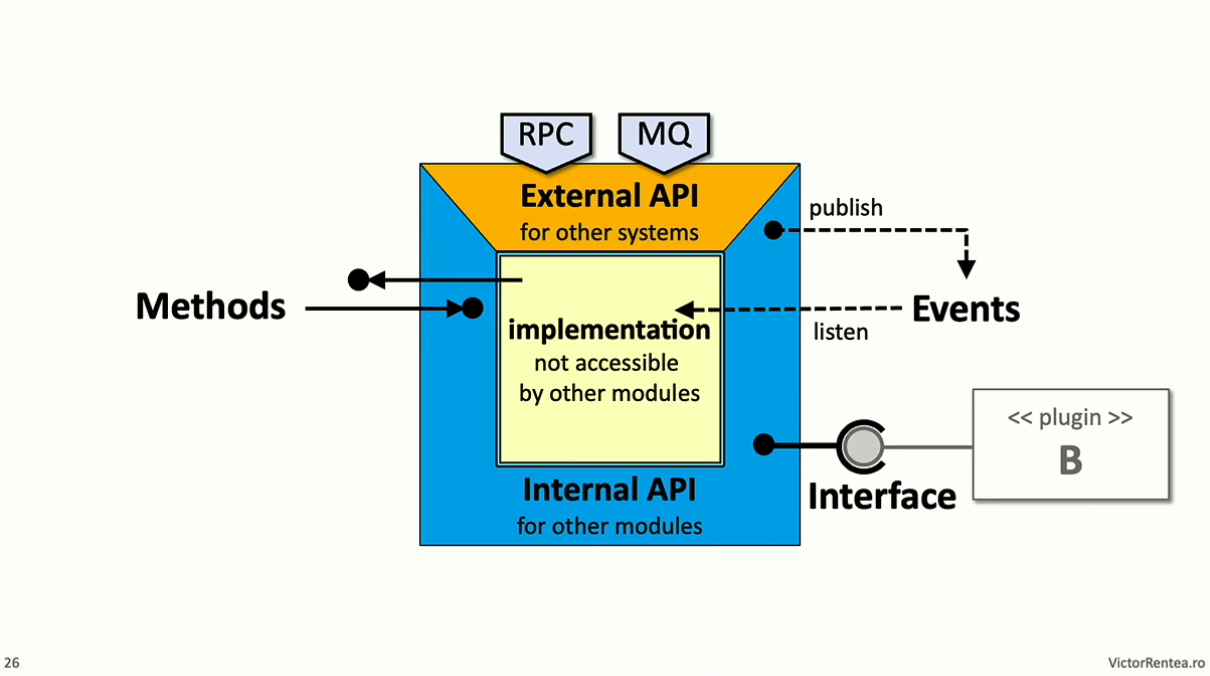 RPC
MQ
External API
for other systems
publish
Methods
Events
listen
implementation
not accessible
by other modules
<< plugin >>
B
Interface
Internal API
for other modules
26
VictorRentea.ro